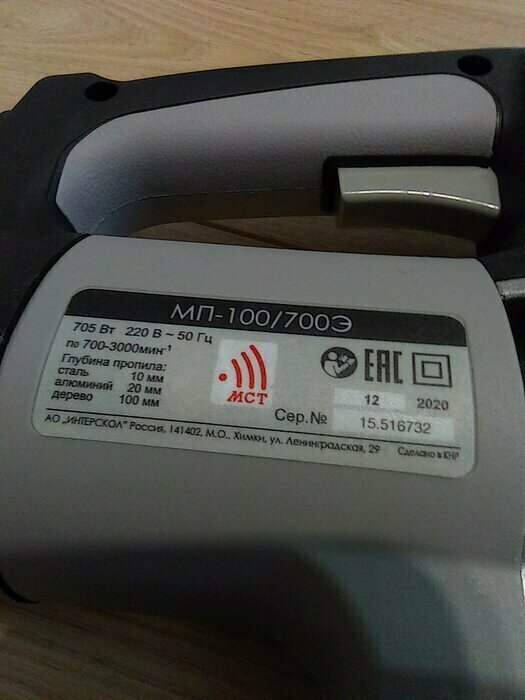 МП-100/700Э
705 Вт 220 В ~ 50 Гц
no 700-3000мин⁻¹
Глубина пропила:
сталь 10 мм
алюминий 20 мм
дерево 100 мм
МСТ
ЕАС
12 2020
Сер.№ 15.516732
АО „ИНТЕРСКОЛ" Россия, 141402, М.О., Химки, ул. Ленинградская, 29 Сделано в КНР